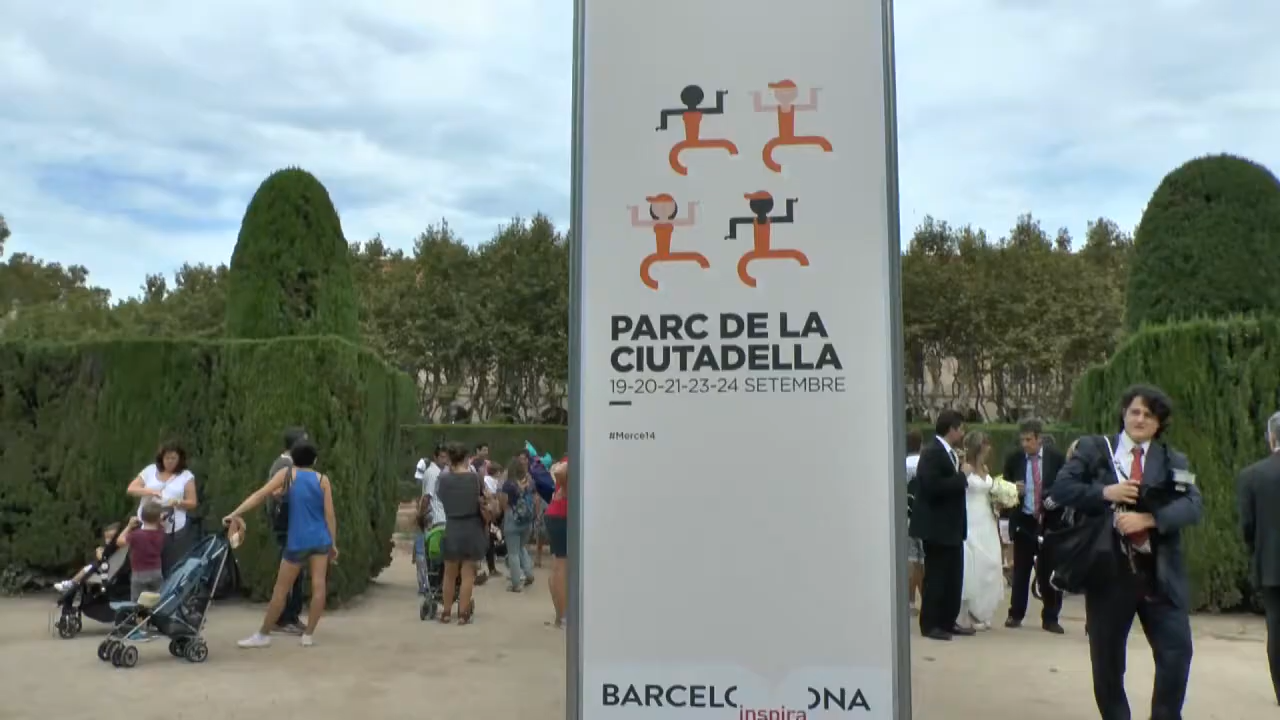 PARC DE LA
CIUTADELLA
19-20-21-23-24 SETEMBRE
#Merce14
BARCELONA
inspira